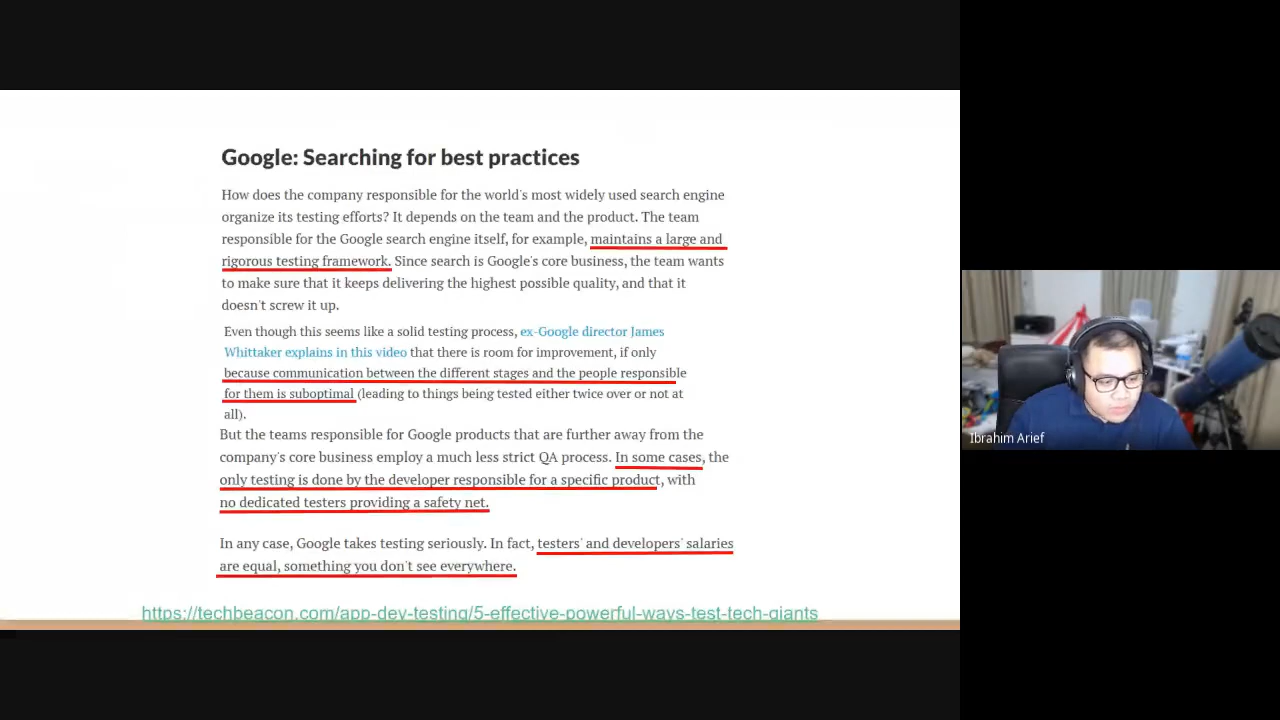 Google: Searching for best practices
How does the company responsible for the world's most widely used search engine
organize its testing efforts? It depends on the team and the product. The team
responsible for the Google search engine itself, for example, maintains a large and
rigorous testing framework. Since search is Google's core business, the team wants
to make sure that it keeps delivering the highest possible quality, and that it
doesn't screw it up.
Even though this seems like a solid testing process, ex-Google director James
Whittaker explains in this video that there is room for improvement, if only
because communication between the different stages and the people responsible
for them is suboptimal (leading to things being tested either twice over or not at
all).
But the teams responsible for Google products that are further away from the
company's core business employ a much less strict QA process. In some cases, the
only testing is done by the developer responsible for a specific product, with
no dedicated testers providing a safety net.
In any case, Google takes testing seriously. In fact, testers' and developers' salaries
are equal, something you don't see everywhere.
https://techbeacon.com/app-dev-testing/5-effective-powerful-ways-test-tech-giants
Ibrahim Arief